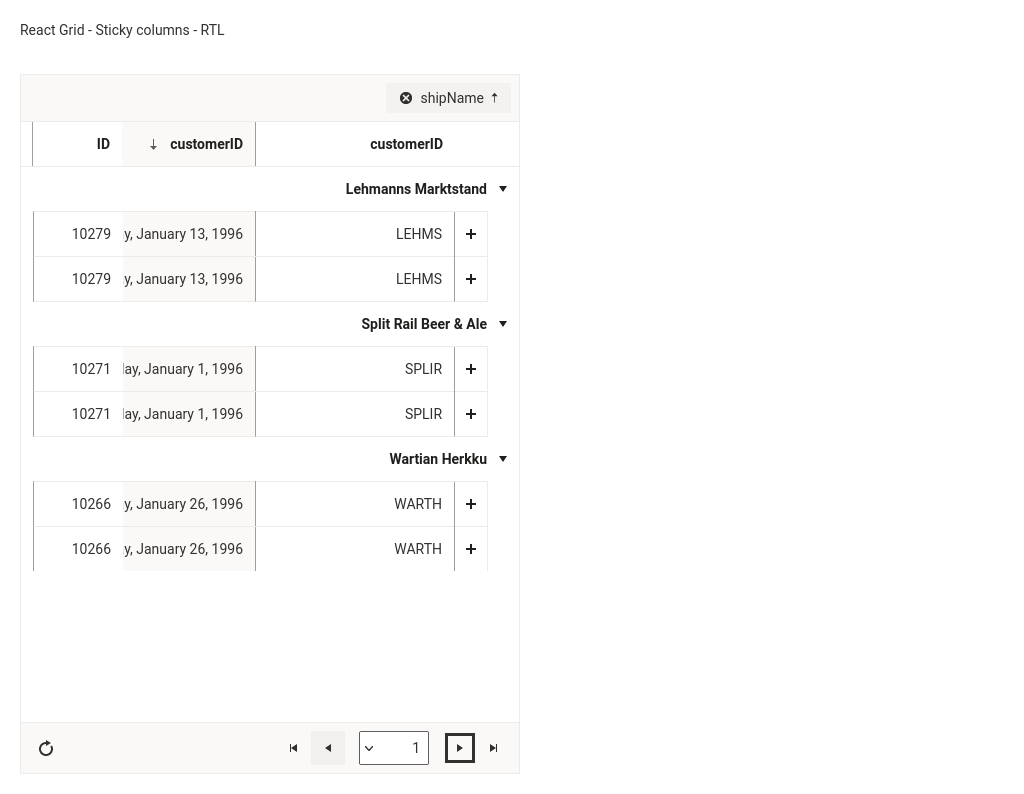 React Grid - Sticky columns - RTL
shipName
ID customerID customerID
Lehmanns Marktstand
10279 y, January 13, 1996 LEHMS
10279 y, January 13, 1996 LEHMS
Split Rail Beer & Ale
10271 ay, January 1, 1996 SPLIR
10271 ay, January 1, 1996 SPLIR
Wartian Herkku
10266 y, January 26, 1996 WARTH
10266 y, January 26, 1996 WARTH
1